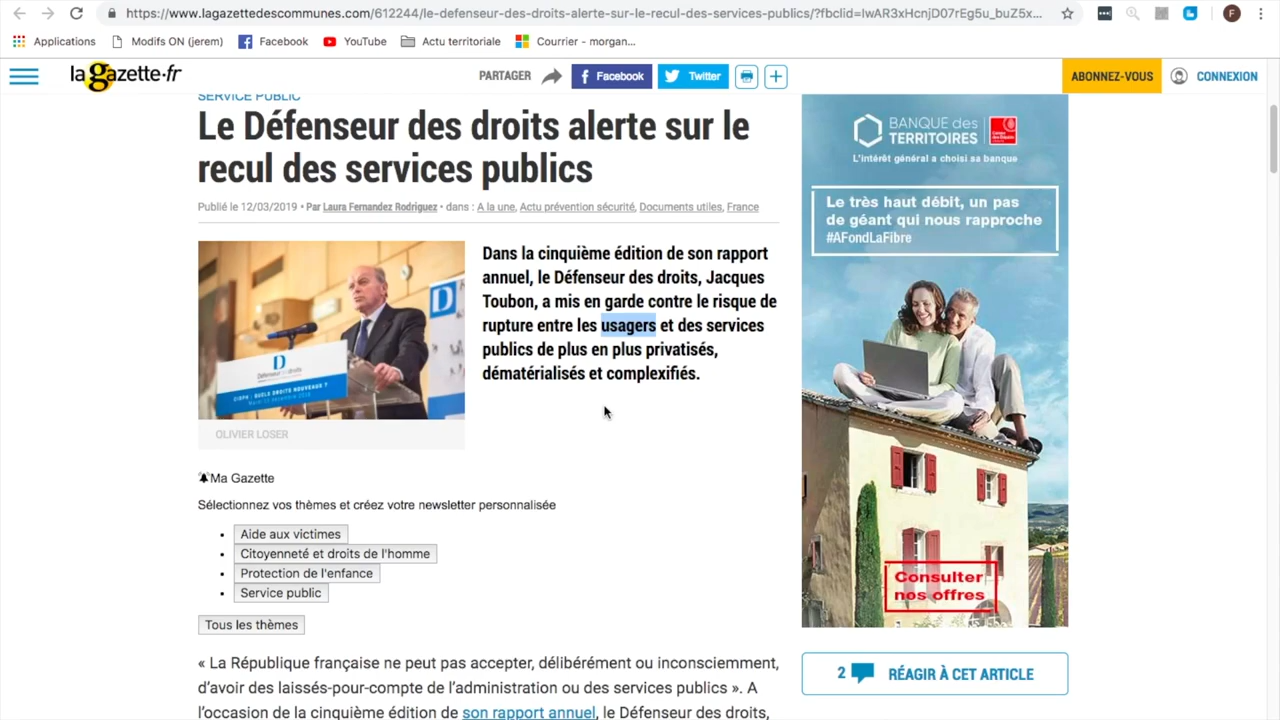 https://www.lagazettedescommunes.com/612244/le-defenseur-des-droits-alerte-sur-le-recul-des-services-publics/?fbclid=IwAR3xHcnjD07rEg5u_buZ5x...
F
Applications
Modifs ON (jerem)
Facebook
YouTube
Actu territoriale
Courrier - morgan...
la gazette.fr
PARTAGER
Facebook
Twitter
ABONNEZ-VOUS
CONNEXION
SERVICE PUBLIC
Le Défenseur des droits alerte sur le
recul des services publics
Publié le 12/03/2019 • Par Laura Fernandez Rodriguez • dans : A la une, Actu prévention sécurité, Documents utiles, France
D
Défenseur des droits
CIDPH : QUELS DROITS NOUVEAUX ?
D
OLIVIER LOSER
Dans la cinquième édition de son rapport
annuel, le Défenseur des droits, Jacques
Toubon, a mis en garde contre le risque de
rupture entre les usagers et des services
publics de plus en plus privatisés,
dématérialisés et complexifiés.
Ma Gazette
Sélectionnez vos thèmes et créez votre newsletter personnalisée
• Aide aux victimes
• Citoyenneté et droits de l'homme
• Protection de l'enfance
• Service public
Tous les thèmes
« La République française ne peut pas accepter, délibérément ou inconsciemment,
d'avoir des laissés-pour-compte de l'administration ou des services publics ». A
l'occasion de la cinquième édition de son rapport annuel, le Défenseur des droits,
BANQUE des
TERRITOIRES
L'intérêt général a choisi sa banque
Le très haut débit, un pas
de géant qui nous rapproche
#AFondLaFibre
Consulter
nos offres
2 RÉAGIR À CET ARTICLE